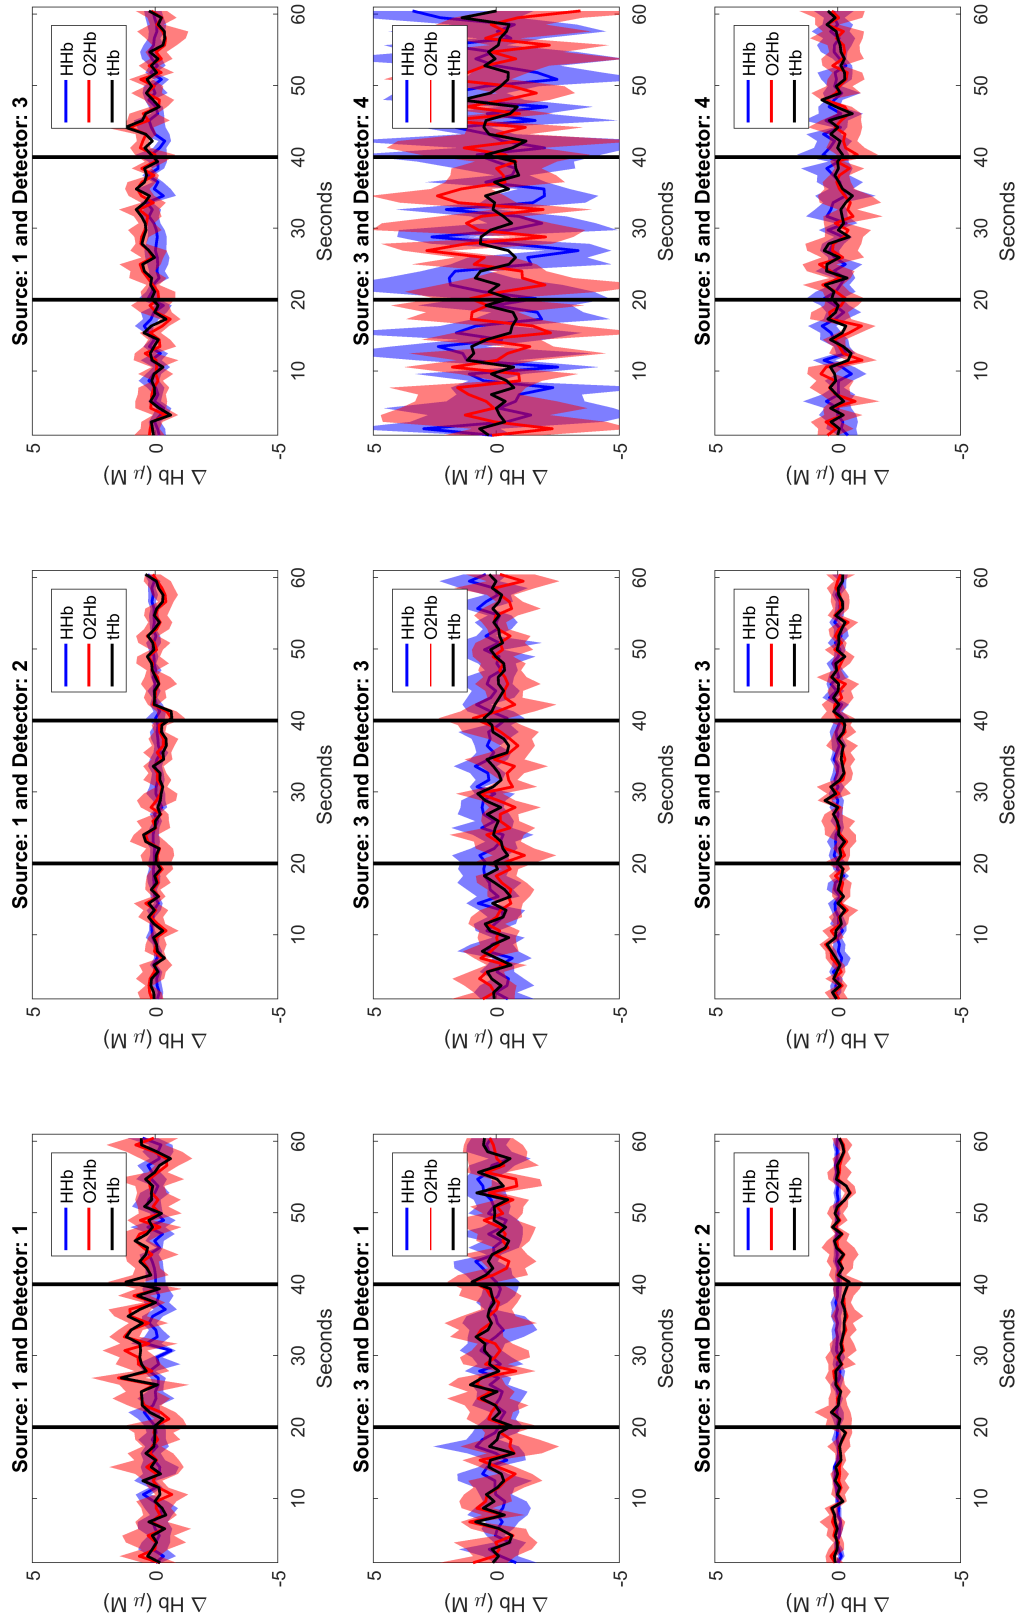 Source: 1 and Detector: 1
HHb
O2Hb
tHb
5
0
-5
Δ Hb ( μ M)
10 20 30 40 50 60
Seconds
Source: 1 and Detector: 2
HHb
O2Hb
tHb
5
0
-5
Δ Hb ( μ M)
10 20 30 40 50 60
Seconds
Source: 1 and Detector: 3
HHb
O2Hb
tHb
5
0
-5
Δ Hb ( μ M)
10 20 30 40 50 60
Seconds
Source: 3 and Detector: 1
HHb
O2Hb
tHb
5
0
-5
Δ Hb ( μ M)
10 20 30 40 50 60
Seconds
Source: 3 and Detector: 3
HHb
O2Hb
tHb
5
0
-5
Δ Hb ( μ M)
10 20 30 40 50 60
Seconds
Source: 3 and Detector: 4
HHb
O2Hb
tHb
5
0
-5
Δ Hb ( μ M)
10 20 30 40 50 60
Seconds
Source: 5 and Detector: 2
HHb
O2Hb
tHb
5
0
-5
Δ Hb ( μ M)
10 20 30 40 50 60
Seconds
Source: 5 and Detector: 3
HHb
O2Hb
tHb
5
0
-5
Δ Hb ( μ M)
10 20 30 40 50 60
Seconds
Source: 5 and Detector: 4
HHb
O2Hb
tHb
5
0
-5
Δ Hb ( μ M)
10 20 30 40 50 60
Seconds